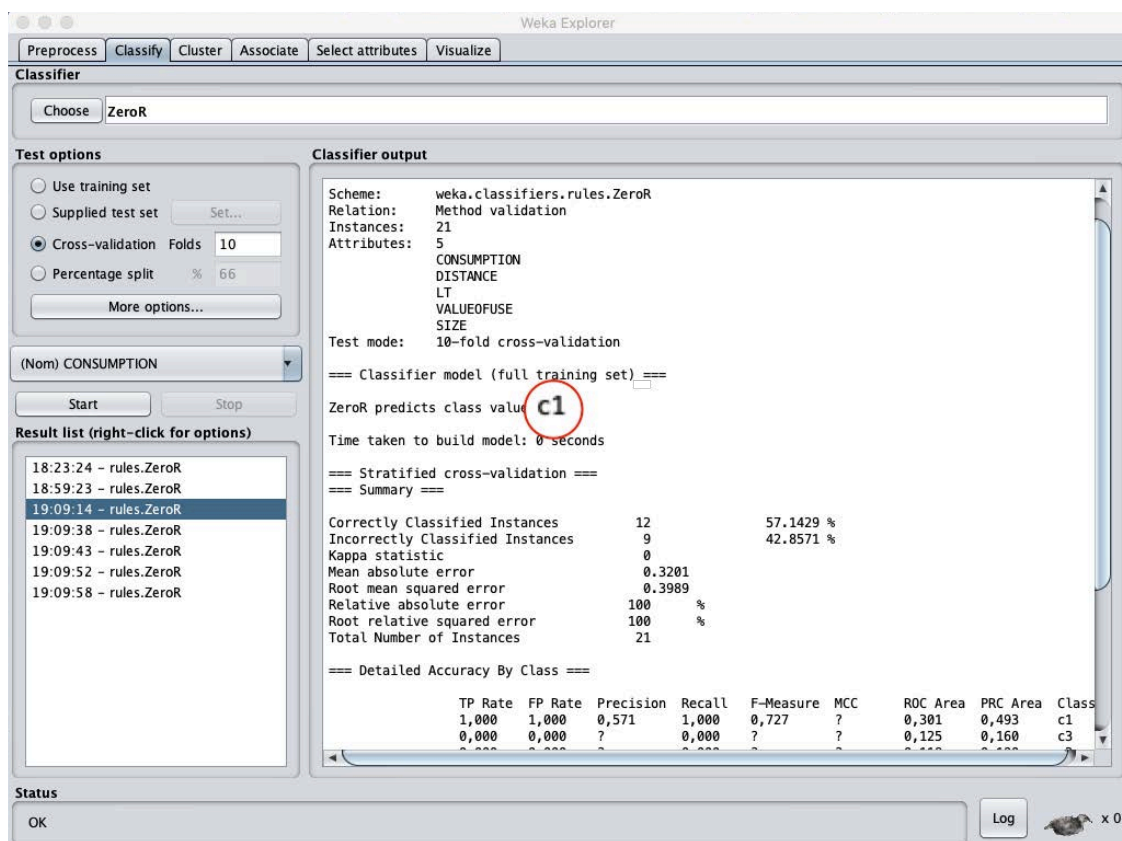 Weka Explorer
Preprocess Classify Cluster Associate Select attributes Visualize
Classifier
Choose ZeroR
Test options
Use training set
Supplied test set Set...
Cross-validation Folds 10
Percentage split % 66
More options...
(Nom) CONSUMPTION
Start Stop
Result list (right-click for options)
18:23:24 - rules.ZeroR
18:59:23 - rules.ZeroR
19:09:14 - rules.ZeroR
19:09:38 - rules.ZeroR
19:09:43 - rules.ZeroR
19:09:52 - rules.ZeroR
19:09:58 - rules.ZeroR
Classifier output
Scheme: weka.classifiers.rules.ZeroR
Relation: Method validation
Instances: 21
Attributes: 5
CONSUMPTION
DISTANCE
LT
VALUEOFUSE
SIZE
Test mode: 10-fold cross-validation
=== Classifier model (full training set) ===
ZeroR predicts class value c1
Time taken to build model: 0 seconds
=== Stratified cross-validation ===
=== Summary ===
Correctly Classified Instances 12 57.1429 %
Incorrectly Classified Instances 9 42.8571 %
Kappa statistic 0
Mean absolute error 0.3201
Root mean squared error 0.3989
Relative absolute error 100 %
Root relative squared error 100 %
Total Number of Instances 21
=== Detailed Accuracy By Class ===
TP Rate FP Rate Precision Recall F-Measure MCC ROC Area PRC Area Class
1,000 1,000 0,571 1,000 0,727 ? 0,301 0,493 c1
0,000 0,000 ? 0,000 ? ? 0,125 0,160 c3
Status
OK
Log x 0